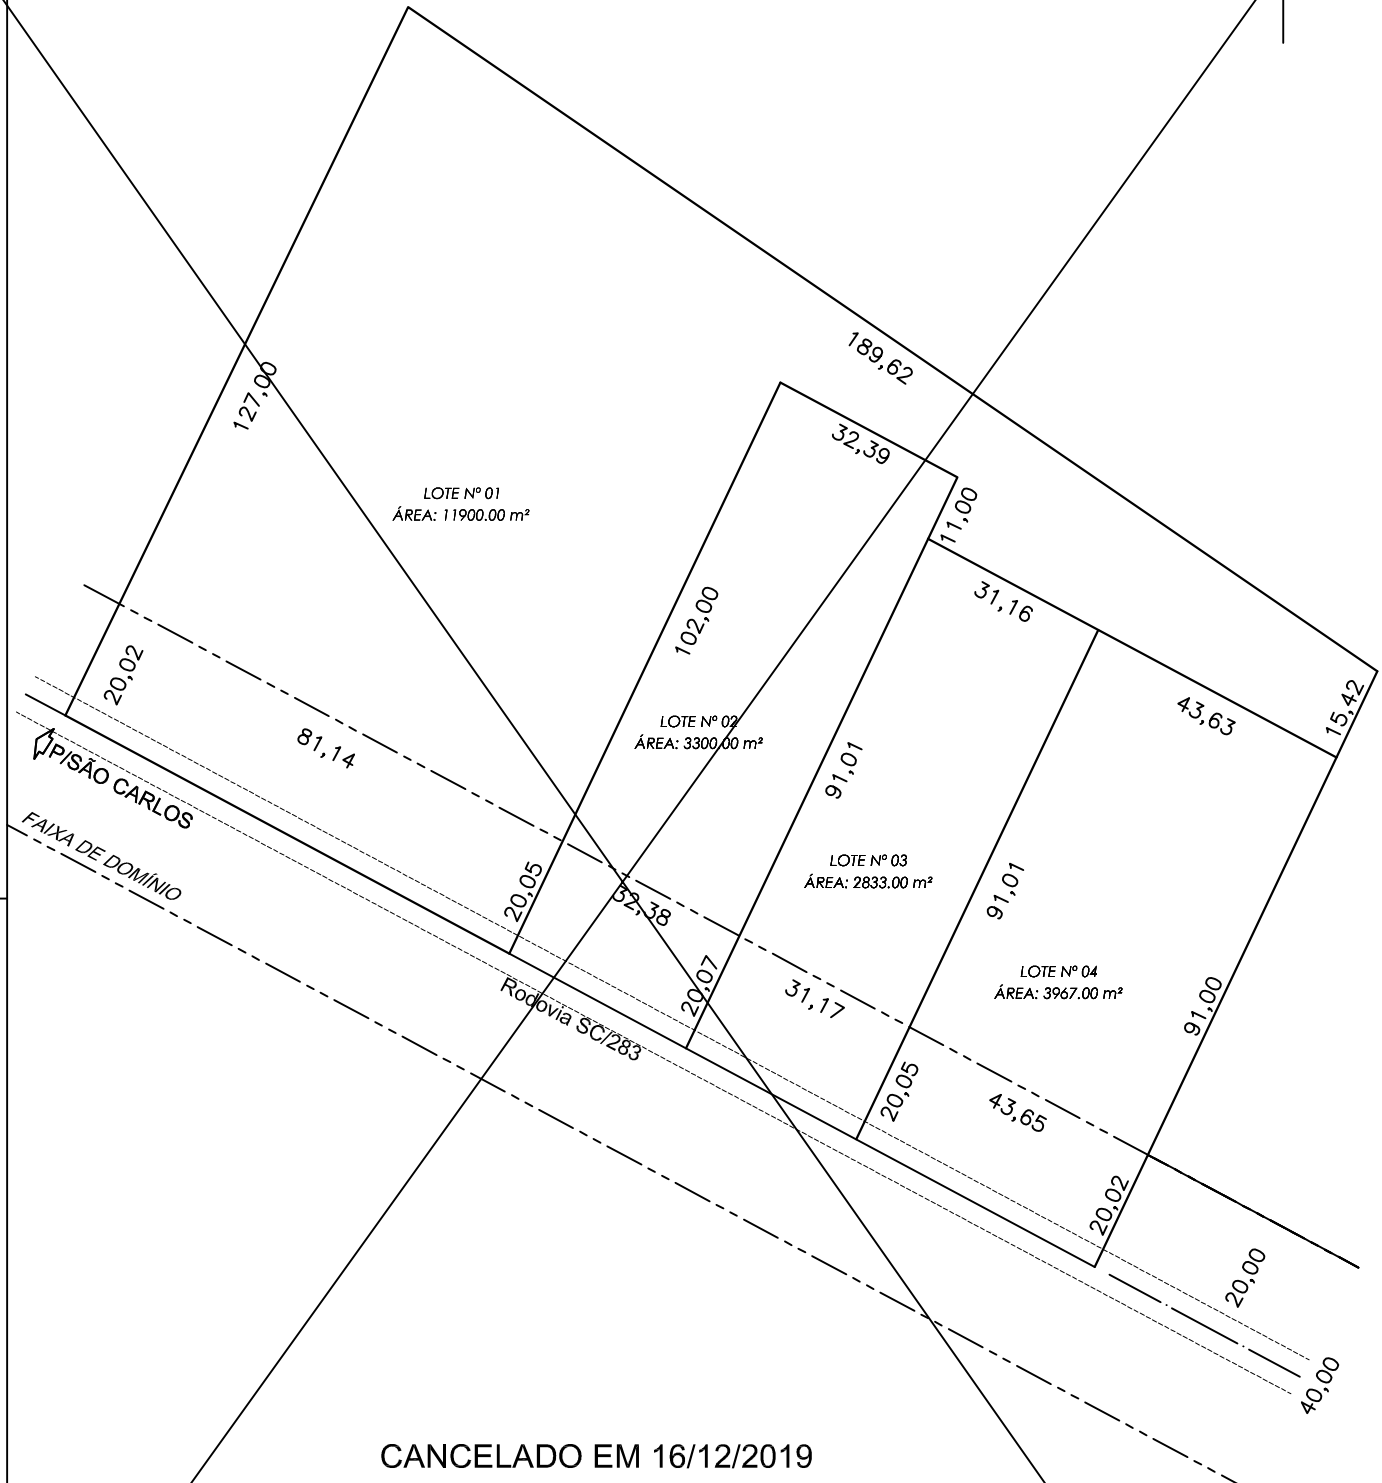 189,62
127,00
32,39
LOTE Nº 01
ÁREA: 11900.00 m²
11,00
31,16
102,00
20,02
43,63
15,42
81,14
LOTE Nº 02
ÁREA: 3300.00 m²
91,01
P/SÃO CARLOS
FAIXA DE DOMÍNIO
LOTE Nº 03
ÁREA: 2833.00 m²
20,05
32,38
91,01
20,07
31,17
LOTE Nº 04
ÁREA: 3967.00 m²
91,00
Rodovia SC/283
20,05
43,65
20,02
20,00
40,00
CANCELADO EM 16/12/2019